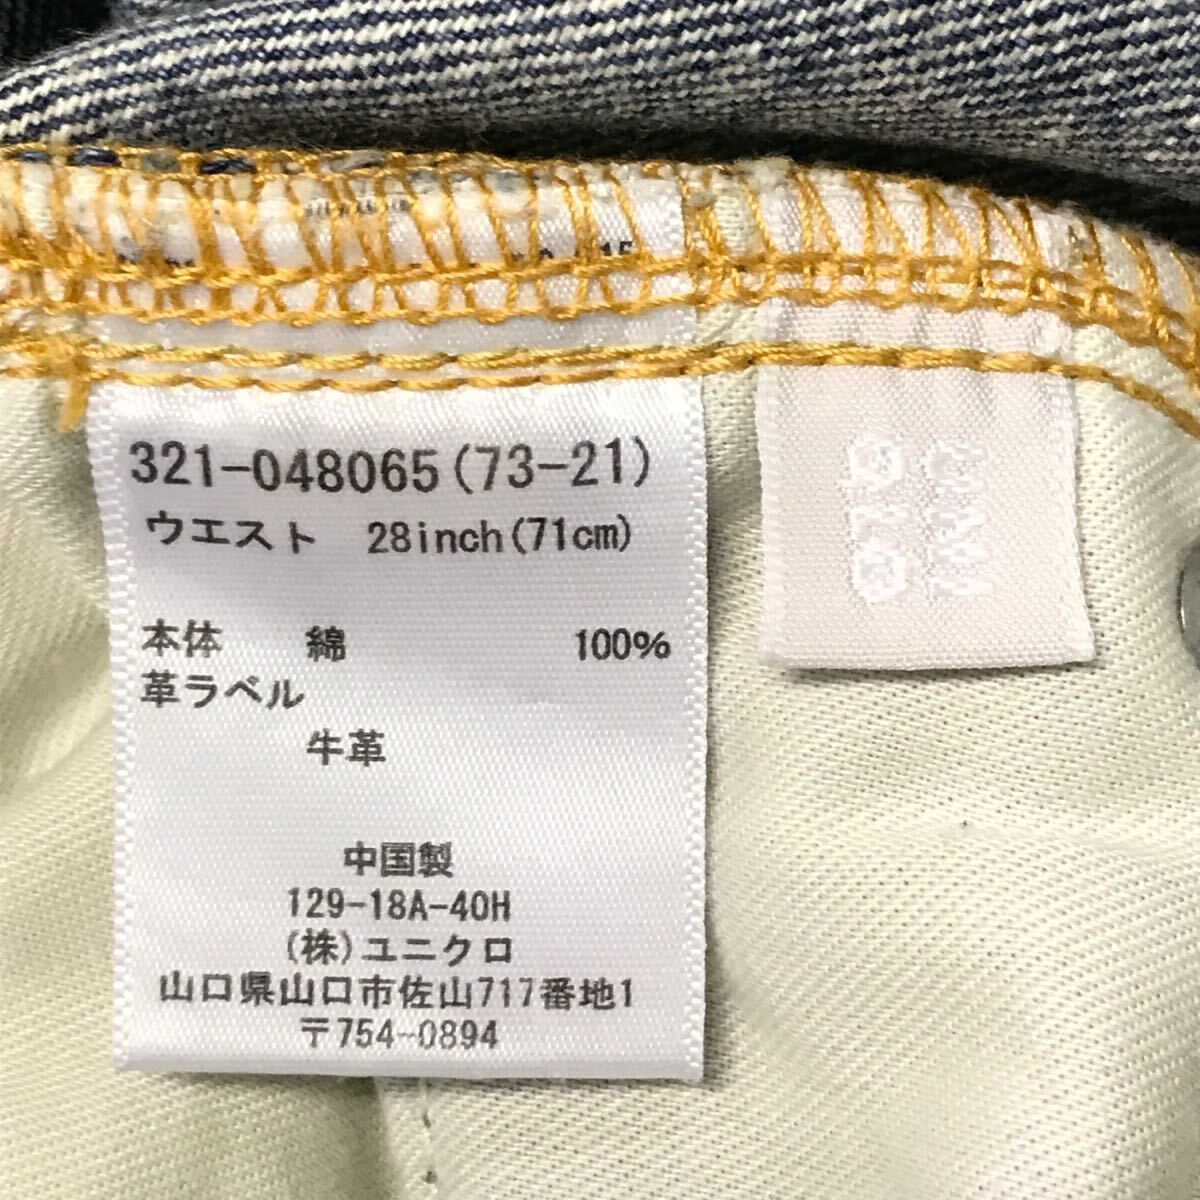 321-048065(73-21)
ウエスト 28inch(71cm)
本体 綿 100%
革ラベル
牛革
中国製
129-18A-40H
(株)ユニクロ
山口県山口市佐山717番地1
〒754-0894